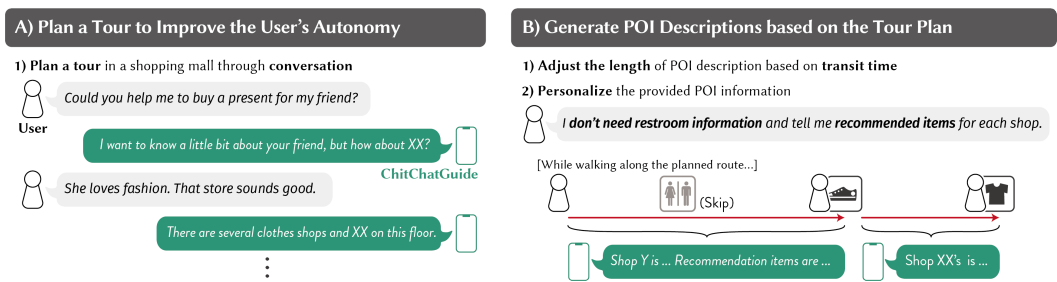 A) Plan a Tour to Improve the User's Autonomy
1) Plan a tour in a shopping mall through conversation
Could you help me to buy a present for my friend?
User
I want to know a little bit about your friend, but how about XX?
ChitChatGuide
She loves fashion. That store sounds good.
There are several clothes shops and XX on this floor.
B) Generate POI Descriptions based on the Tour Plan
1) Adjust the length of POI description based on transit time
2) Personalize the provided POI information
I don't need restroom information and tell me recommended items for each shop.
[While walking along the planned route...]
(Skip)
Shop Y is ... Recommendation items are ...
Shop XX's is ...